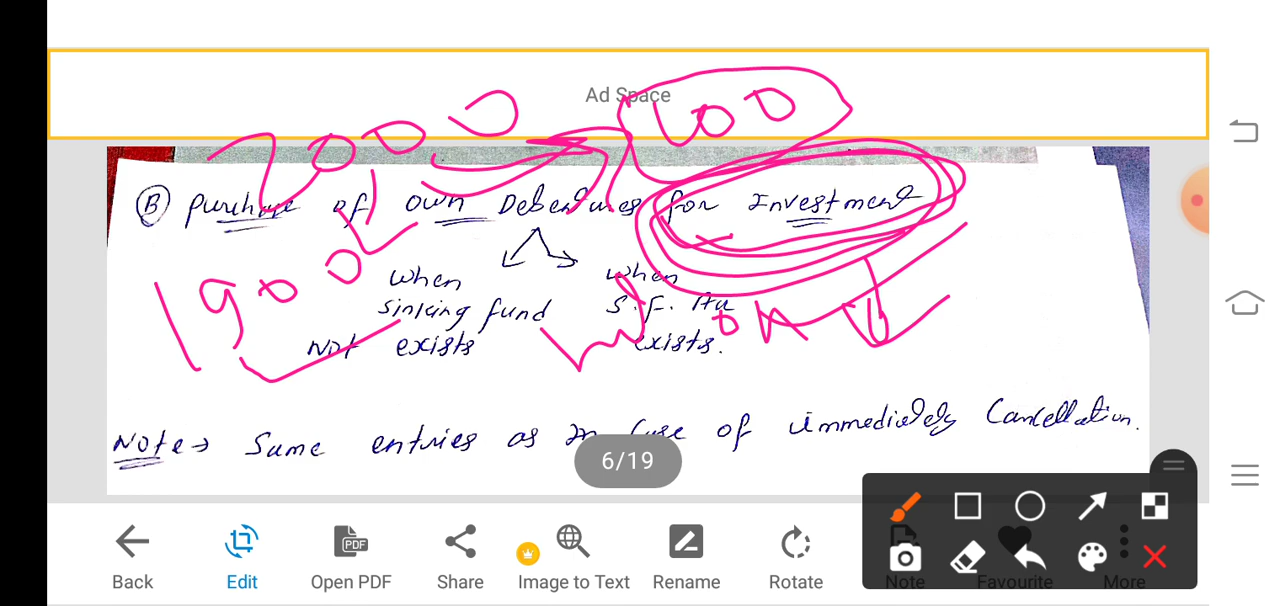 Ad Space
2000 100
Ⓑ Purchase of own Debentures for Investment
1900
when when
sinking fund S.F. Itu
Not exists exists.
Note→ Same entries as in Case of immediately Cancellation.
6/19
Back Edit Open PDF Share Image to Text Rename Rotate Note Favourite More
PDF